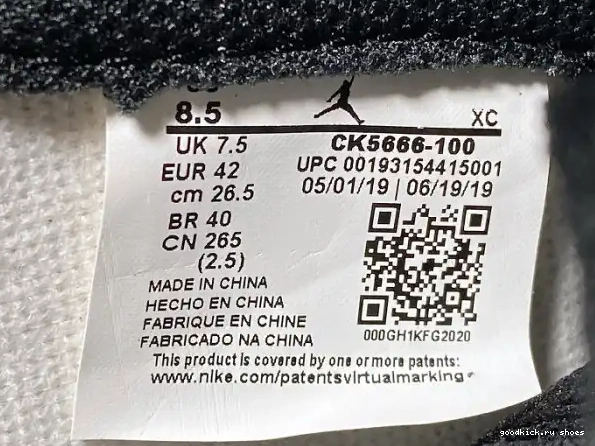 8.5
XC
UK 7.5
EUR 42
cm 26.5
BR 40
CN 265
(2.5)
CK5666-100
UPC 00193154415001
05/01/19 | 06/19/19
000GH1KFG2020
MADE IN CHINA
HECHO EN CHINA
FABRIQUE EN CHINE
FABRICADO NA CHINA
This product is covered by one or more patents:
www.nike.com/patentsvirtualmarking
goodkick.ru shoes